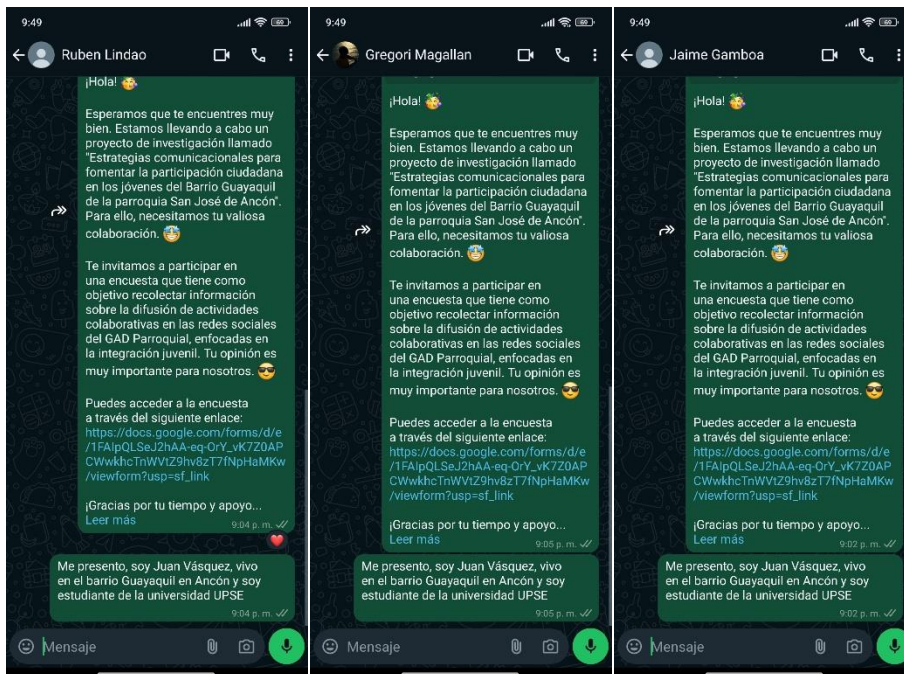 9:49
69
Ruben Lindao
¡Hola!
Esperamos que te encuentres muy
bien. Estamos llevando a cabo un
proyecto de investigación llamado
"Estrategias comunicacionales para
fomentar la participación ciudadana
en los jóvenes del Barrio Guayaquil
de la parroquia San José de Ancón".
Para ello, necesitamos tu valiosa
colaboración.
Te invitamos a participar en
una encuesta que tiene como
objetivo recolectar información
sobre la difusión de actividades
colaborativas en las redes sociales
del GAD Parroquial, enfocadas en
la integración juvenil. Tu opinión es
muy importante para nosotros.
Puedes acceder a la encuesta
a través del siguiente enlace:
https://docs.google.com/forms/d/e
/1FAIpQLSeJ2hAA-eq-OrY_vK7Z0AP
CWwkhcTnWVtZ9hv8zT7fNpHaMKw
/viewform?usp=sf_link
¡Gracias por tu tiempo y apoyo...
Leer más
9:04 p. m.
Me presento, soy Juan Vásquez, vivo
en el barrio Guayaquil en Ancón y soy
estudiante de la universidad UPSE
9:04 p. m.
Mensaje
9:49
69
Gregori Magallan
¡Hola!
Esperamos que te encuentres muy
bien. Estamos llevando a cabo un
proyecto de investigación llamado
"Estrategias comunicacionales para
fomentar la participación ciudadana
en los jóvenes del Barrio Guayaquil
de la parroquia San José de Ancón".
Para ello, necesitamos tu valiosa
colaboración.
Te invitamos a participar en
una encuesta que tiene como
objetivo recolectar información
sobre la difusión de actividades
colaborativas en las redes sociales
del GAD Parroquial, enfocadas en
la integración juvenil. Tu opinión es
muy importante para nosotros.
Puedes acceder a la encuesta
a través del siguiente enlace:
https://docs.google.com/forms/d/e
/1FAIpQLSeJ2hAA-eq-OrY_vK7Z0AP
CWwkhcTnWVtZ9hv8zT7fNpHaMKw
/viewform?usp=sf_link
¡Gracias por tu tiempo y apoyo...
Leer más
9:05 p. m.
Me presento, soy Juan Vásquez, vivo
en el barrio Guayaquil en Ancón y soy
estudiante de la universidad UPSE
9:05 p. m.
Mensaje
9:49
69
Jaime Gamboa
¡Hola!
Esperamos que te encuentres muy
bien. Estamos llevando a cabo un
proyecto de investigación llamado
"Estrategias comunicacionales para
fomentar la participación ciudadana
en los jóvenes del Barrio Guayaquil
de la parroquia San José de Ancón".
Para ello, necesitamos tu valiosa
colaboración.
Te invitamos a participar en
una encuesta que tiene como
objetivo recolectar información
sobre la difusión de actividades
colaborativas en las redes sociales
del GAD Parroquial, enfocadas en
la integración juvenil. Tu opinión es
muy importante para nosotros.
Puedes acceder a la encuesta
a través del siguiente enlace:
https://docs.google.com/forms/d/e
/1FAIpQLSeJ2hAA-eq-OrY_vK7Z0AP
CWwkhcTnWVtZ9hv8zT7fNpHaMKw
/viewform?usp=sf_link
¡Gracias por tu tiempo y apoyo...
Leer más
9:02 p. m.
Me presento, soy Juan Vásquez, vivo
en el barrio Guayaquil en Ancón y soy
estudiante de la universidad UPSE
9:02 p. m.
Mensaje